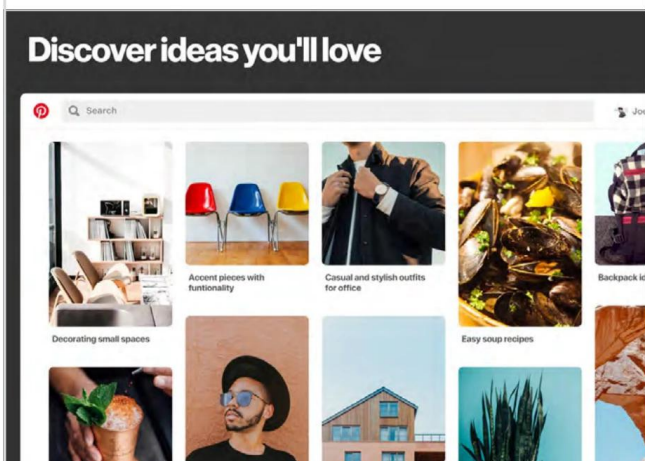 Discover ideas you'll love
Search
Accent pieces with
funtionality
Casual and stylish outfits
for office
Decorating small spaces
Easy soup recipes